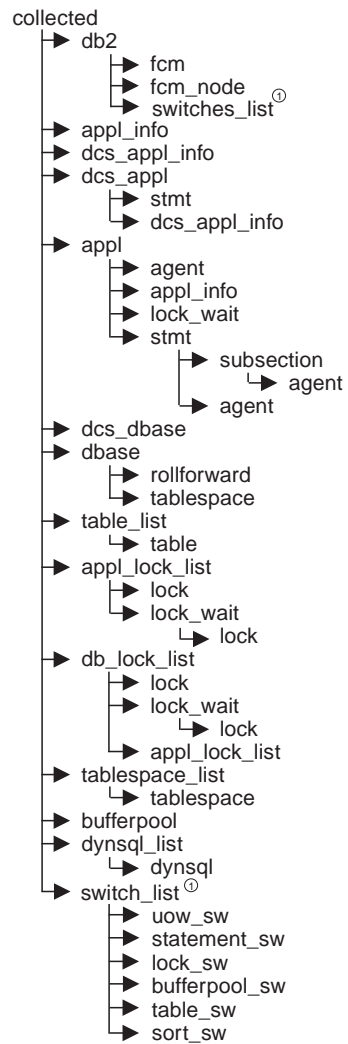 collected
db2
fcm
fcm_node
switches_list①
appl_info
dcs_appl_info
dcs_appl
stmt
dcs_appl_info
appl
agent
appl_info
lock_wait
stmt
subsection
agent
agent
dcs_dbase
dbase
rollforward
tablespace
table_list
table
appl_lock_list
lock
lock_wait
lock
db_lock_list
lock
lock_wait
lock
appl_lock_list
tablespace_list
tablespace
bufferpool
dynsql_list
dynsql
switch_list①
uow_sw
statement_sw
lock_sw
bufferpool_sw
table_sw
sort_sw